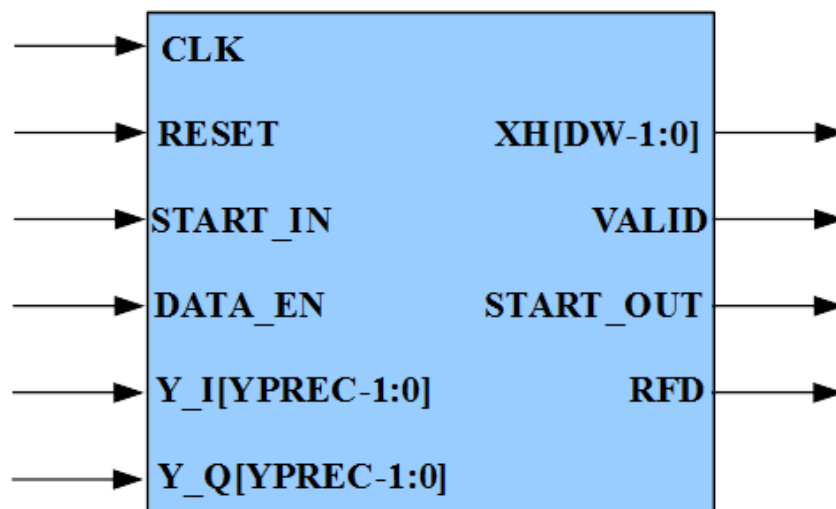 CLK
RESET
XH[DW-1:0]
START_IN
VALID
DATA_EN
START_OUT
Y_I[YPREC-1:0]
RFD
Y_Q[YPREC-1:0]